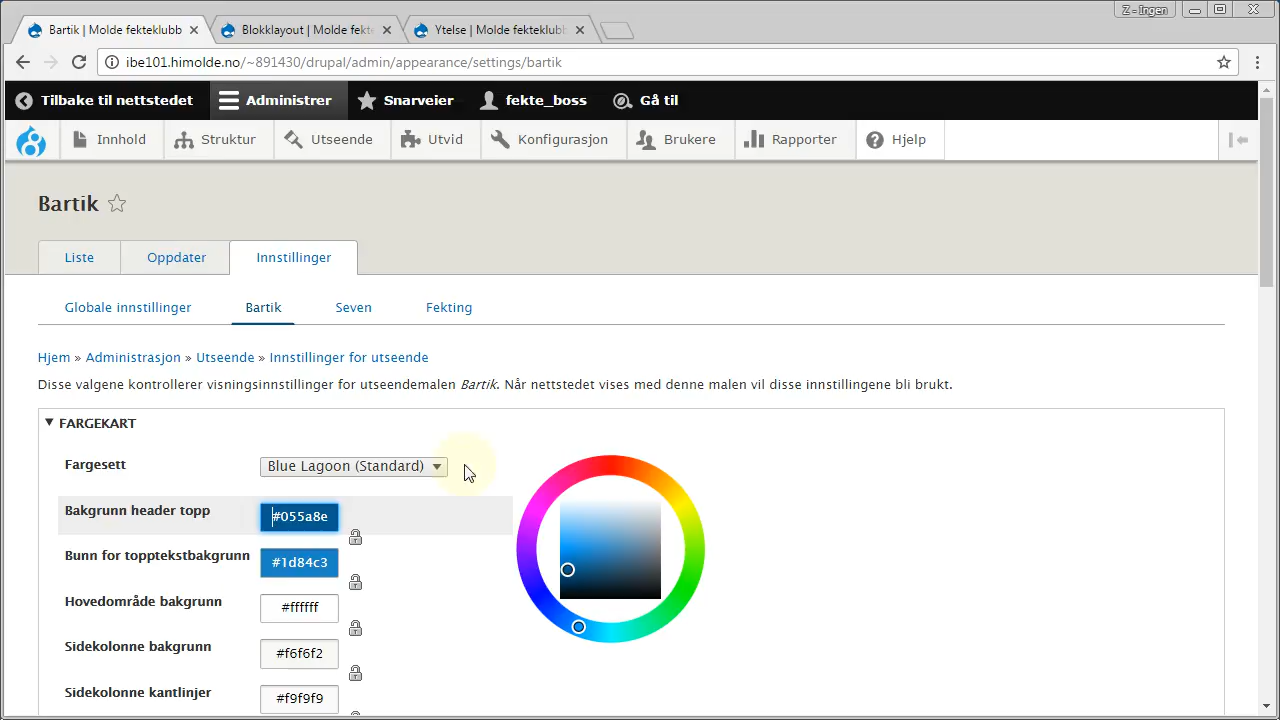 Z - Ingen
Bartik | Molde fekteklubb
Blokklayout | Molde fekt
Ytelse | Molde fekteklubb
ibe101.himolde.no/~891430/drupal/admin/appearance/settings/bartik
Tilbake til nettstedet Administrer Snarveier fekte_boss Gå til
Innhold Struktur Utseende Utvid Konfigurasjon Brukere Rapporter Hjelp
Bartik
Liste Oppdater Innstillinger
Globale innstillinger Bartik Seven Fekting
Hjem » Administrasjon » Utseende » Innstillinger for utseende
Disse valgene kontrollerer visningsinnstillinger for utseendemalen Bartik. Når nettstedet vises med denne malen vil disse innstillingene bli brukt.
FARGEKART
Fargesett Blue Lagoon (Standard)
Bakgrunn header topp #055a8e
Bunn for topptekstbakgrunn #1d84c3
Hovedområde bakgrunn #ffffff
Sidekolonne bakgrunn #f6f6f2
Sidekolonne kantlinjer #f9f9f9